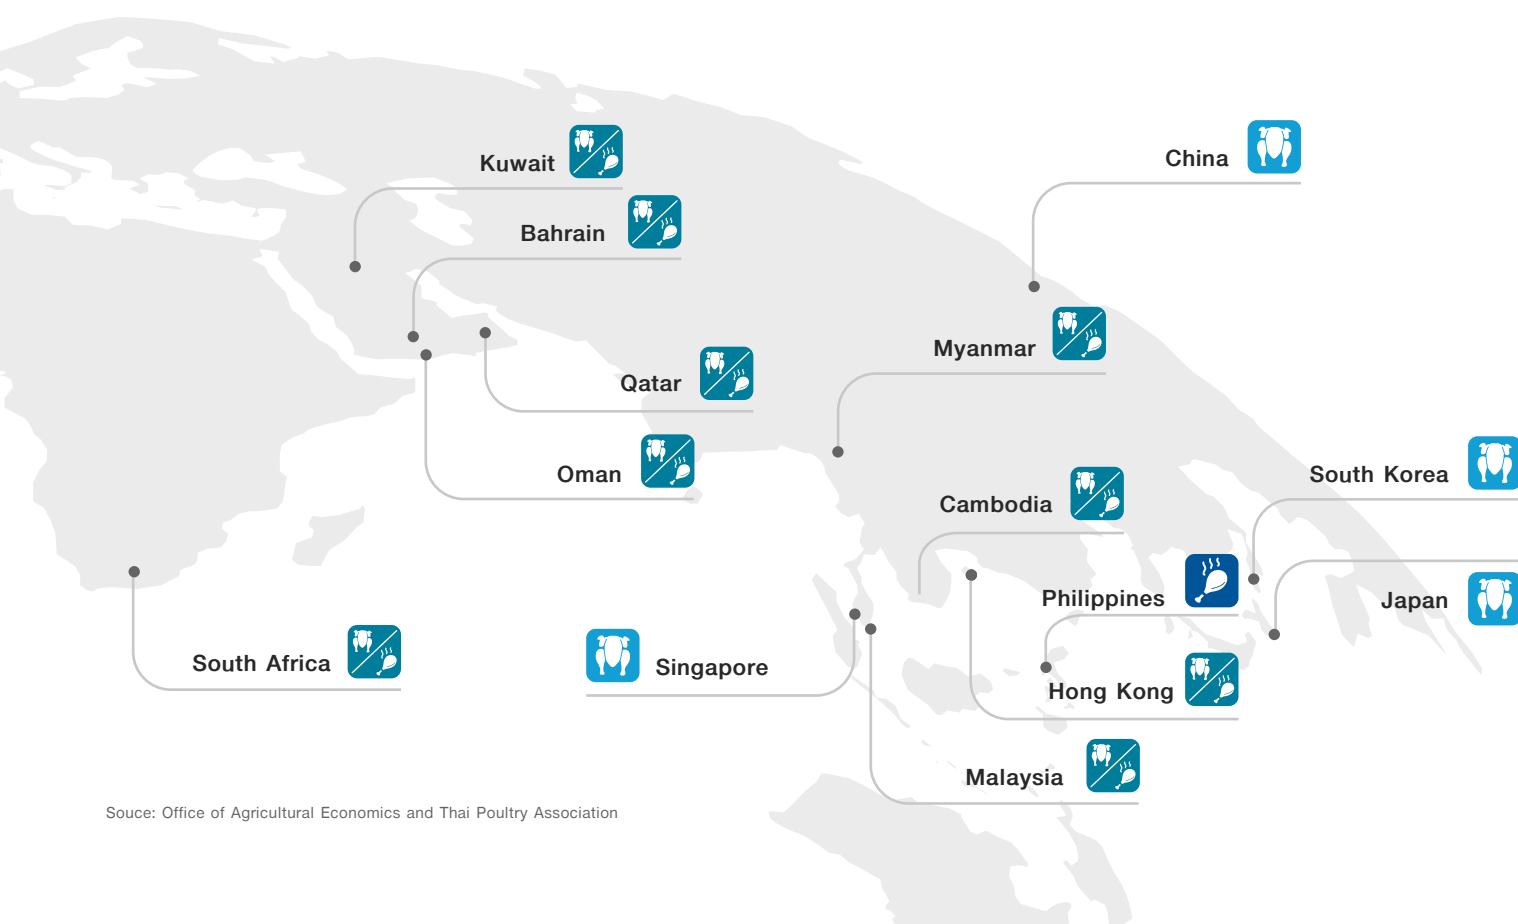 Kuwait
China
Bahrain
Myanmar
Qatar
Oman
South Korea
Cambodia
Philippines
Japan
South Africa
Singapore
Hong Kong
Malaysia
Souce: Office of Agricultural Economics and Thai Poultry Association